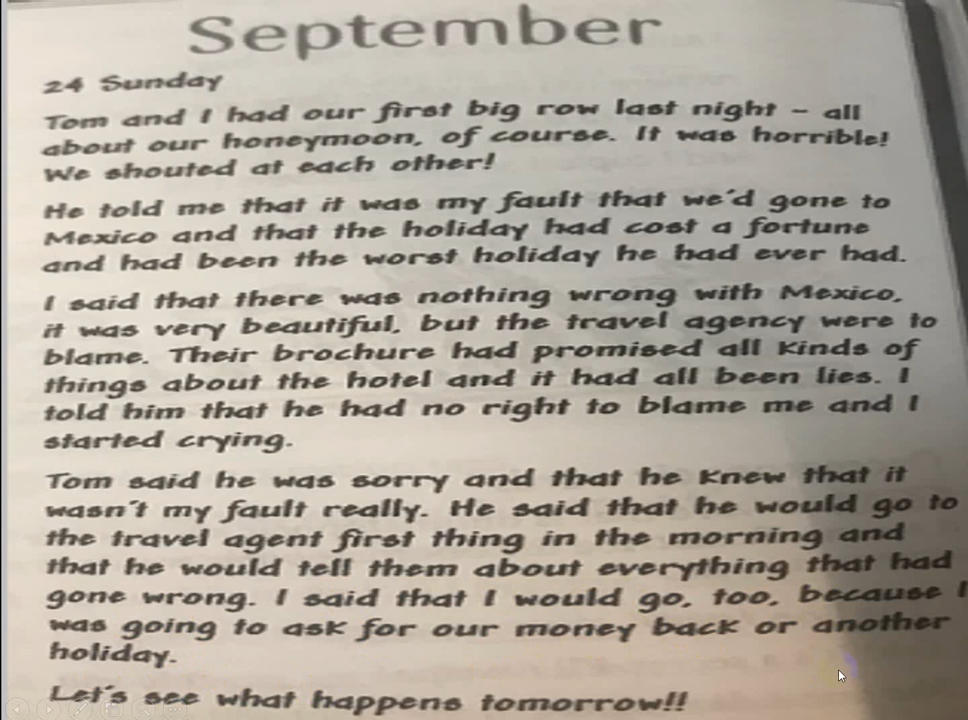 September
24 Sunday
Tom and I had our first big row last night – all
about our honeymoon, of course. It was horrible!
We shouted at each other!
He told me that it was my fault that we'd gone to
Mexico and that the holiday had cost a fortune
and had been the worst holiday he had ever had.
I said that there was nothing wrong with Mexico,
it was very beautiful, but the travel agency were to
blame. Their brochure had promised all kinds of
things about the hotel and it had all been lies. I
told him that he had no right to blame me and I
started crying.
Tom said he was sorry and that he knew that it
wasn't my fault really. He said that he would go to
the travel agent first thing in the morning and
that he would tell them about everything that had
gone wrong. I said that I would go, too, because I
was going to ask for our money back or another
holiday.
Let's see what happens tomorrow!!